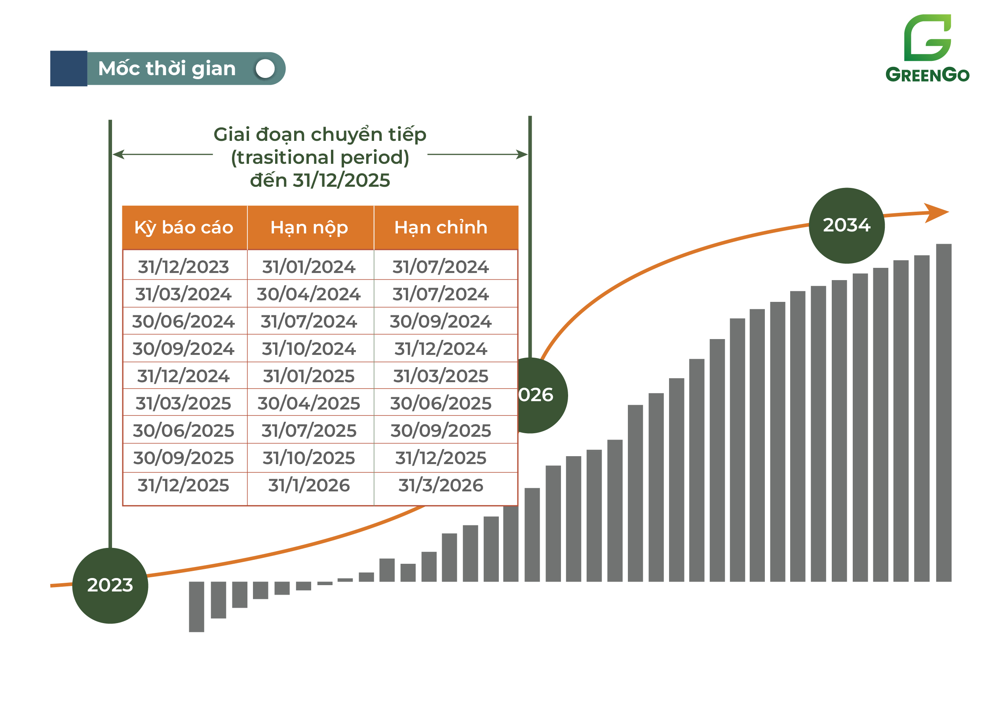 Mốc thời gian
GREENGO
Giai đoạn chuyển tiếp
(trasitional period)
đến 31/12/2025
Kỳ báo cáo Hạn nộp Hạn chỉnh
31/12/2023 31/01/2024 31/07/2024
31/03/2024 30/04/2024 31/07/2024
30/06/2024 31/07/2024 30/09/2024
30/09/2024 31/10/2024 31/12/2024
31/12/2024 31/01/2025 31/03/2025
31/03/2025 30/04/2025 30/06/2025
30/06/2025 31/07/2025 30/09/2025
30/09/2025 31/10/2025 31/12/2025
31/12/2025 31/1/2026 31/3/2026
2023
026
2034